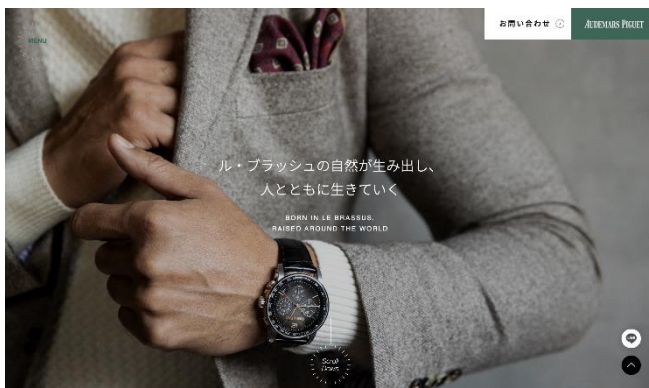 お問い合わせ
AUDEMARS PIGUET
MENU
ル・ブラッシュの自然が生み出し、
人とともに生きていく
BORN IN LE BRASSUS,
RAISED AROUND THE WORLD
Scroll
Down